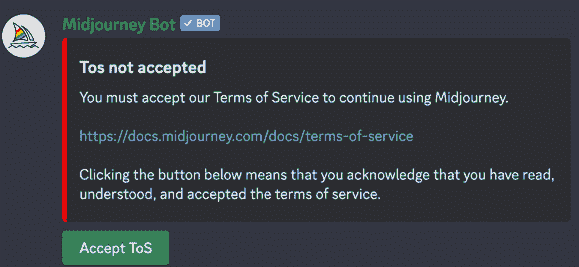 Midjourney Bot ✓ BOT
Tos not accepted
You must accept our Terms of Service to continue using Midjourney.
https://docs.midjourney.com/docs/terms-of-service
Clicking the button below means that you acknowledge that you have read,
understood, and accepted the terms of service.
Accept ToS